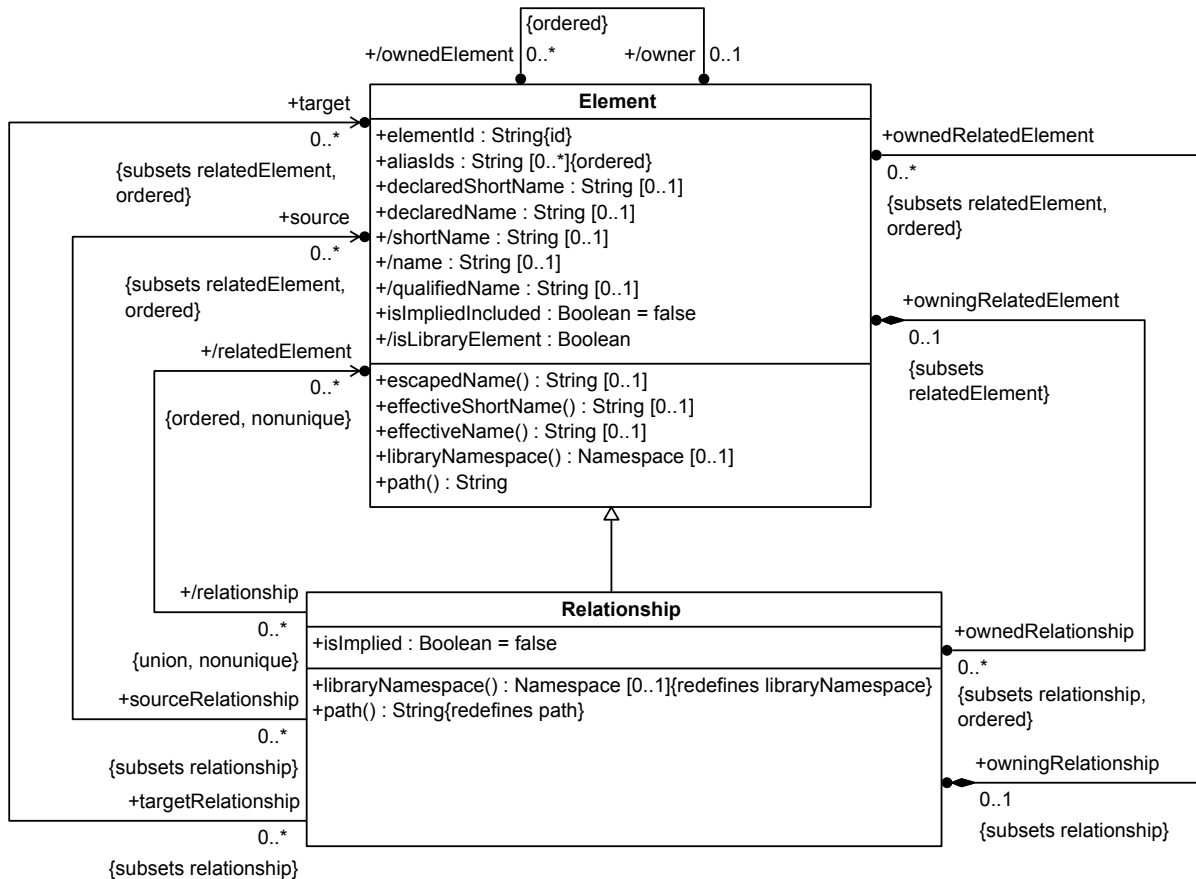 {ordered}
+/ownedElement 0..* +/owner 0..1
Element
+elementId : String{id}
+aliasIds : String [0..*]{ordered}
+declaredShortName : String [0..1]
+declaredName : String [0..1]
+/shortName : String [0..1]
+/name : String [0..1]
+/qualifiedName : String [0..1]
+isImpliedIncluded : Boolean = false
+/isLibraryElement : Boolean
+escapedName() : String [0..1]
+effectiveShortName() : String [0..1]
+effectiveName() : String [0..1]
+libraryNamespace() : Namespace [0..1]
+path() : String
+target
0..*
{subsets relatedElement,
ordered}
+source
0..*
{subsets relatedElement,
ordered}
+/relatedElement
0..*
{ordered, nonunique}
+ownedRelatedElement
0..*
{subsets relatedElement,
ordered}
+owningRelatedElement
0..1
{subsets
relatedElement}
+/relationship
0..*
{union, nonunique}
+sourceRelationship
0..*
{subsets relationship}
+targetRelationship
0..*
{subsets relationship}
Relationship
+isImplied : Boolean = false
+libraryNamespace() : Namespace [0..1]{redefines libraryNamespace}
+path() : String{redefines path}
+ownedRelationship
0..*
{subsets relationship,
ordered}
+owningRelationship
0..1
{subsets relationship}